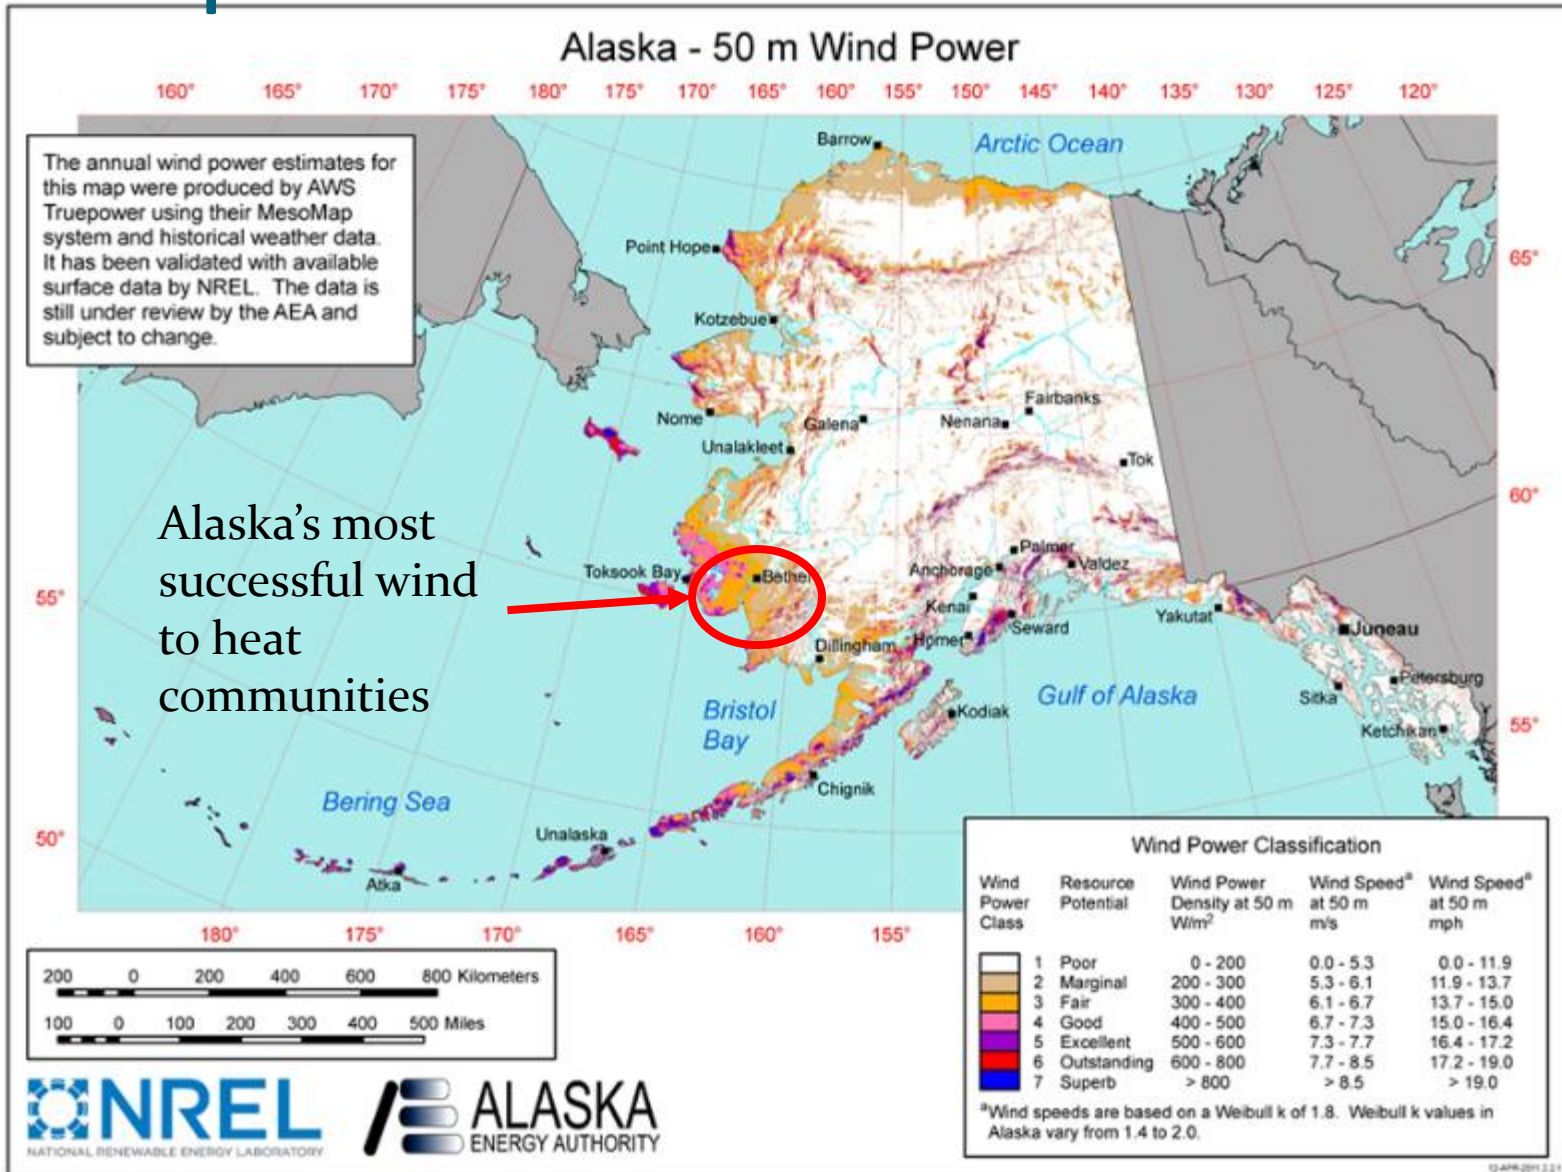 Alaska - 50 m Wind Power
160° 165° 170° 175° 180° 175° 170° 165° 160° 155° 150° 145° 140° 135° 130° 125° 120°
The annual wind power estimates for
this map were produced by AWS
Truepower using their MesoMap
system and historical weather data.
It has been validated with available
surface data by NREL. The data is
still under review by the AEA and
subject to change.
Barrow
Arctic Ocean
Point Hope
65°
Kotzebue
Nome
Galena
Fairbanks
Nenana
Unalakleet
Tok
60°
Alaska's most
successful wind
to heat
communities
Toksook Bay
Bethel
Palmer
Anchorage
Valdez
55°
Kenai
Seward
Yakutat
Homer
Juneau
Dillingham
Petersburg
Sitka
Bristol
Bay
Kodiak
Gulf of Alaska
Ketchikan
55°
Chignik
Bering Sea
50°
Unalaska
Atka
180° 175° 170° 165° 160° 155°
200 0 200 400 600 800 Kilometers
100 0 100 200 300 400 500 Miles
Wind Power Classification
Wind Resource Wind Power Wind Speedᵃ Wind Speedᵃ
Power Potential Density at 50 m at 50 m at 50 m
Class W/m² m/s mph
1 Poor 0 - 200 0.0 - 5.3 0.0 - 11.9
2 Marginal 200 - 300 5.3 - 6.1 11.9 - 13.7
3 Fair 300 - 400 6.1 - 6.7 13.7 - 15.0
4 Good 400 - 500 6.7 - 7.3 15.0 - 16.4
5 Excellent 500 - 600 7.3 - 7.7 16.4 - 17.2
6 Outstanding 600 - 800 7.7 - 8.5 17.2 - 19.0
7 Superb > 800 > 8.5 > 19.0
ᵃWind speeds are based on a Weibull k of 1.8. Weibull k values in
Alaska vary from 1.4 to 2.0.
NREL
NATIONAL RENEWABLE ENERGY LABORATORY
ALASKA
ENERGY AUTHORITY